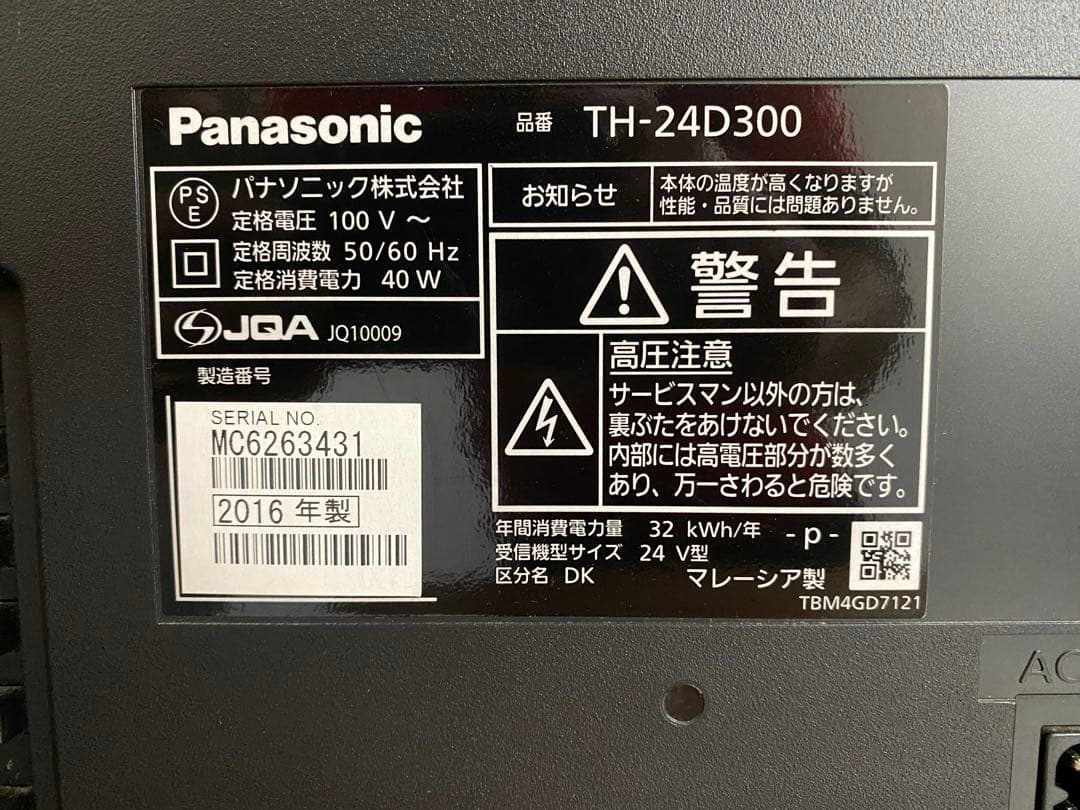 Panasonic
品番 TH-24D300
PS
E
パナソニック株式会社
定格電圧 100 V ～
定格周波数 50/60 Hz
定格消費電力 40 W
JQA JQ10009
製造番号
SERIAL NO.
MC6263431
2016 年製
お知らせ
本体の温度が高くなりますが
性能・品質には問題ありません。
警告
高圧注意
サービスマン以外の方は、
裏ぶたをあけないでください。
内部には高電圧部分が数多く
あり、万一さわると危険です。
年間消費電力量 32 kWh/年 - p -
受信機型サイズ 24 V型
区分名 DK マレーシア製
TBM4GD7121
AC